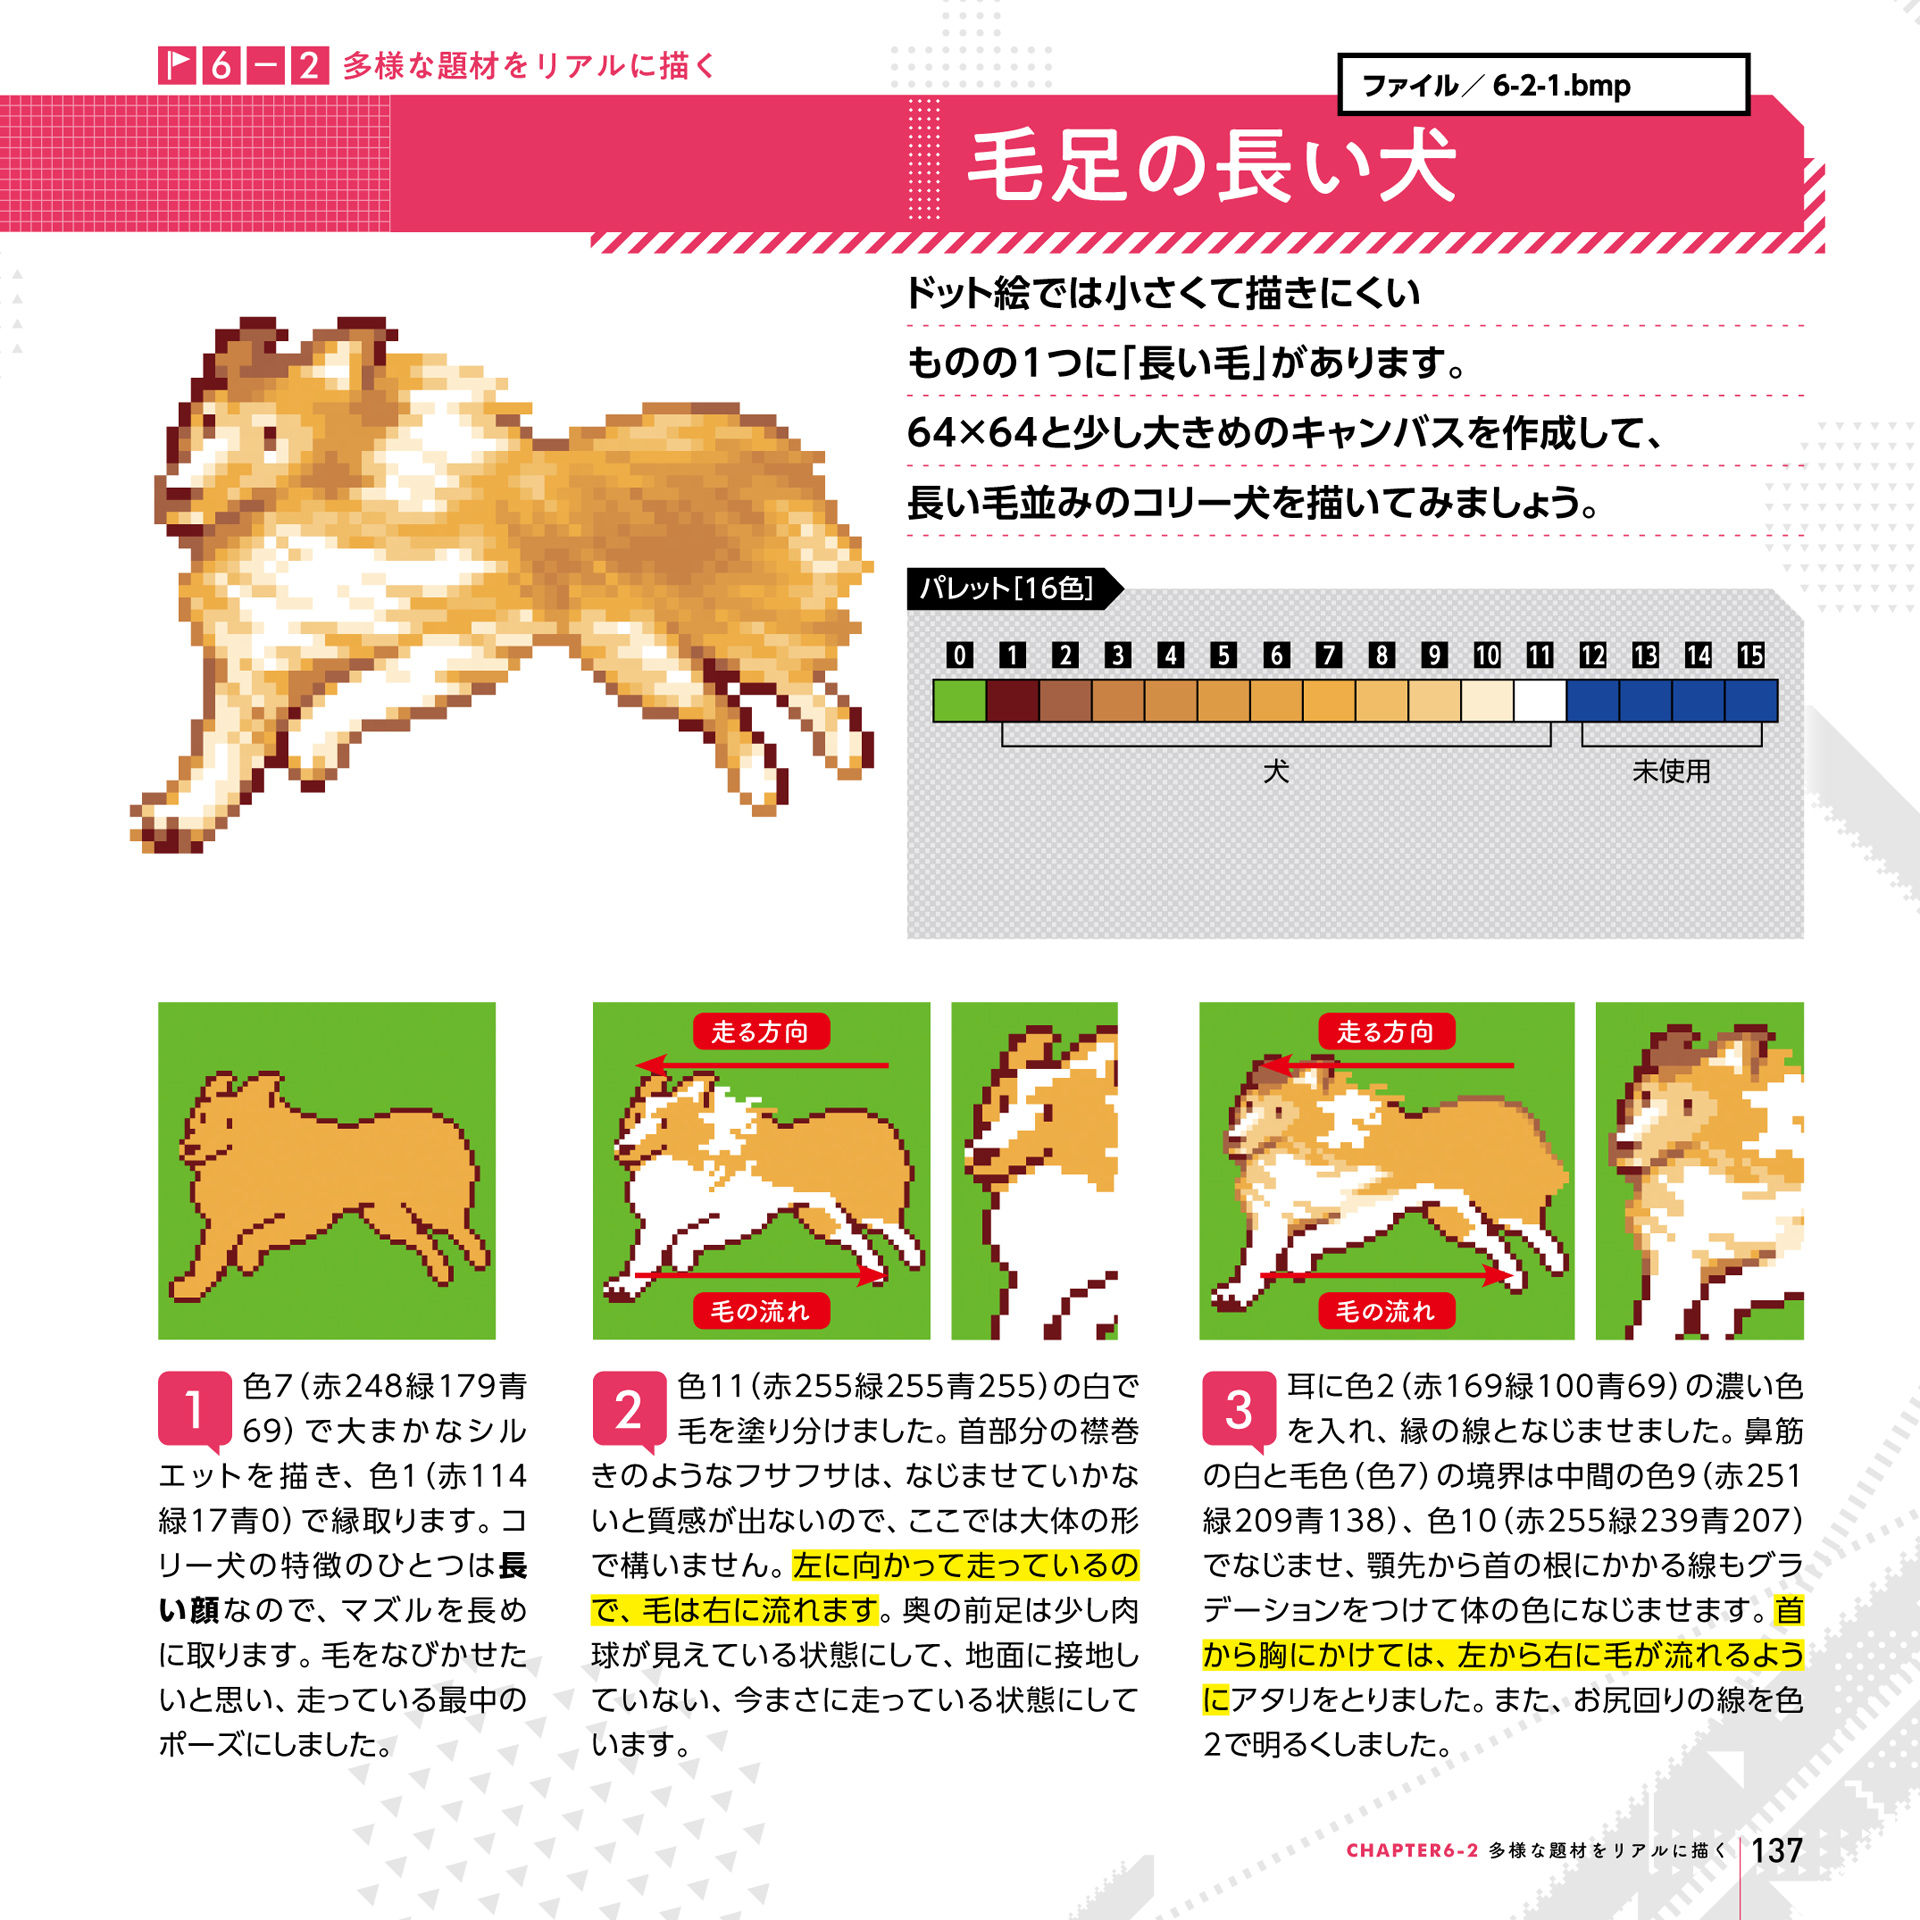 6-2 多様な題材をリアルに描く
ファイル／6-2-1.bmp
毛足の長い犬
ドット絵では小さくて描きにくい
ものの1つに「長い毛」があります。
64×64と少し大きめのキャンバスを作成して、
長い毛並みのコリー犬を描いてみましょう。
パレット[16色]
0 1 2 3 4 5 6 7 8 9 10 11 12 13 14 15
犬 未使用
走る方向
毛の流れ
走る方向
毛の流れ
1 色7（赤248緑179青
69）で大まかなシル
エットを描き、色1（赤114
緑17青0）で縁取ります。コ
リー犬の特徴のひとつは長
い顔なので、マズルを長め
に取ります。毛をなびかせた
いと思い、走っている最中の
ポーズにしました。
2 色11（赤255緑255青255）の白で
毛を塗り分けました。首部分の襟巻
きのようなフサフサは、なじませていかな
いと質感が出ないので、ここでは大体の形
で構いません。左に向かって走っているの
で、毛は右に流れます。奥の前足は少し肉
球が見えている状態にして、地面に接地し
ていない、今まさに走っている状態にして
います。
3 耳に色2（赤169緑100青69）の濃い色
を入れ、縁の線となじませました。鼻筋
の白と毛色（色7）の境界は中間の色9（赤251
緑209青138）、色10（赤255緑239青207）
でなじませ、顎先から首の根にかかる線もグラ
デーションをつけて体の色になじませます。首
から胸にかけては、左から右に毛が流れるよう
にアタリをとりました。また、お尻回りの線を色
2で明るくしました。
CHAPTER6-2 多様な題材をリアルに描く 137